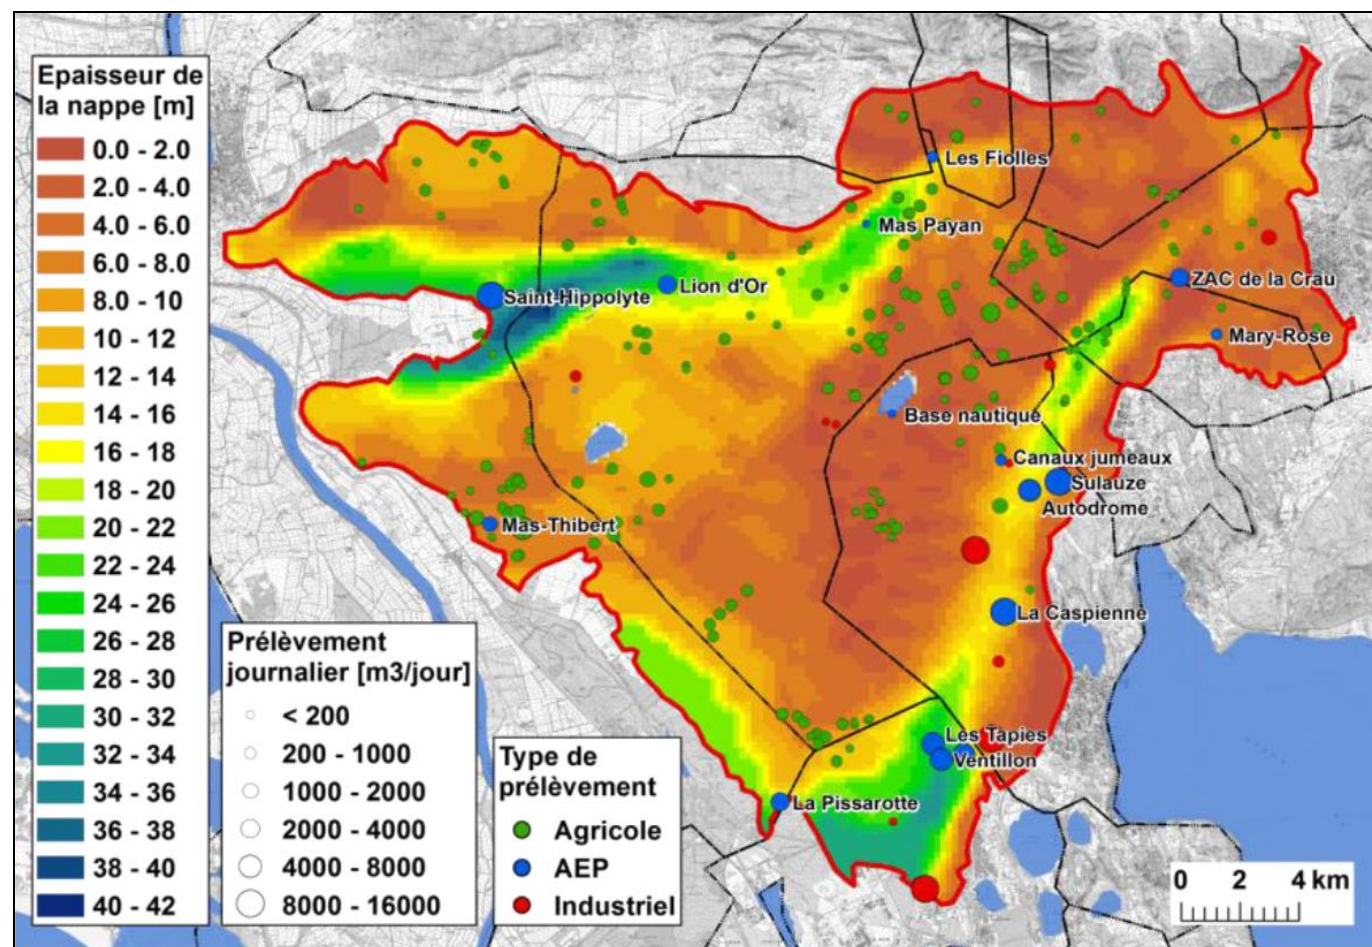 Epaisseur de
la nappe [m]
0.0 - 2.0
2.0 - 4.0
4.0 - 6.0
6.0 - 8.0
8.0 - 10
10 - 12
12 - 14
14 - 16
16 - 18
18 - 20
20 - 22
22 - 24
24 - 26
26 - 28
28 - 30
30 - 32
32 - 34
34 - 36
36 - 38
38 - 40
40 - 42
Prélèvement
journalier [m3/jour]
< 200
200 - 1000
1000 - 2000
2000 - 4000
4000 - 8000
8000 - 16000
Type de
prélèvement
Agricole
AEP
Industriel
Les Fiolles
Mas Payan
Saint-Hippolyte
Lion d'Or
ZAC de la Crau
Mary-Rose
Base nautique
Canaux jumeaux
Sulauze
Autodrome
Mas-Thibert
La Caspienne
Les Tapies
Ventillon
La Pissarotte
0 2 4 km